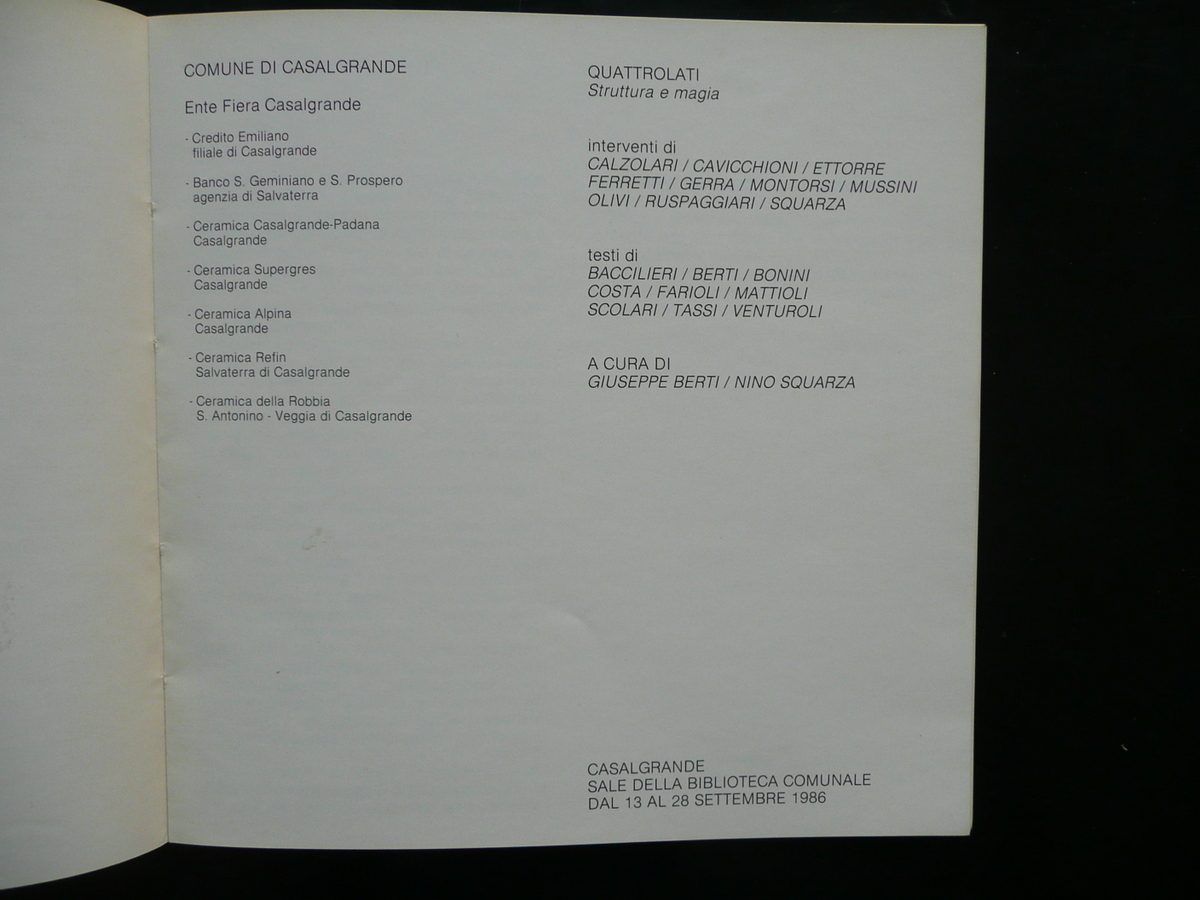 COMUNE DI CASALGRANDE
Ente Fiera Casalgrande
- Credito Emiliano
filiale di Casalgrande
- Banco S. Geminiano e S. Prospero
agenzia di Salvaterra
- Ceramica Casalgrande-Padana
Casalgrande
- Ceramica Supergres
Casalgrande
- Ceramica Alpina
Casalgrande
- Ceramica Refin
Salvaterra di Casalgrande
- Ceramica della Robbia
S. Antonino - Veggia di Casalgrande
QUATTROLATI
Struttura e magia
interventi di
CALZOLARI / CAVICCHIONI / ETTORRE
FERRETTI / GERRA / MONTORSI / MUSSINI
OLIVI / RUSPAGGIARI / SQUARZA
testi di
BACCILIERI / BERTI / BONINI
COSTA / FARIOLI / MATTIOLI
SCOLARI / TASSI / VENTUROLI
A CURA DI
GIUSEPPE BERTI / NINO SQUARZA
CASALGRANDE
SALE DELLA BIBLIOTECA COMUNALE
DAL 13 AL 28 SETTEMBRE 1986